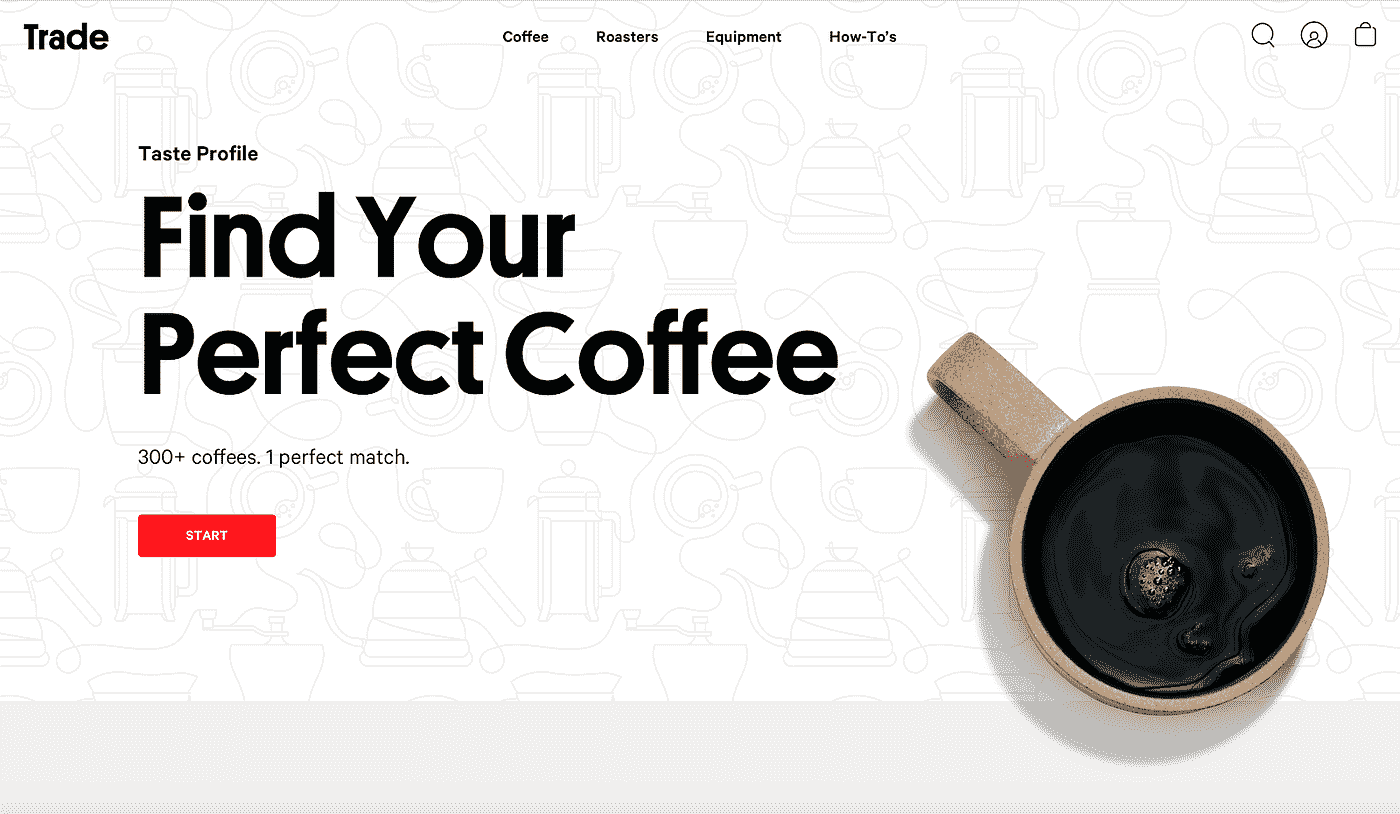 Trade
Coffee Roasters Equipment How-To's
Taste Profile
Find Your
Perfect Coffee
300+ coffees. 1 perfect match.
START